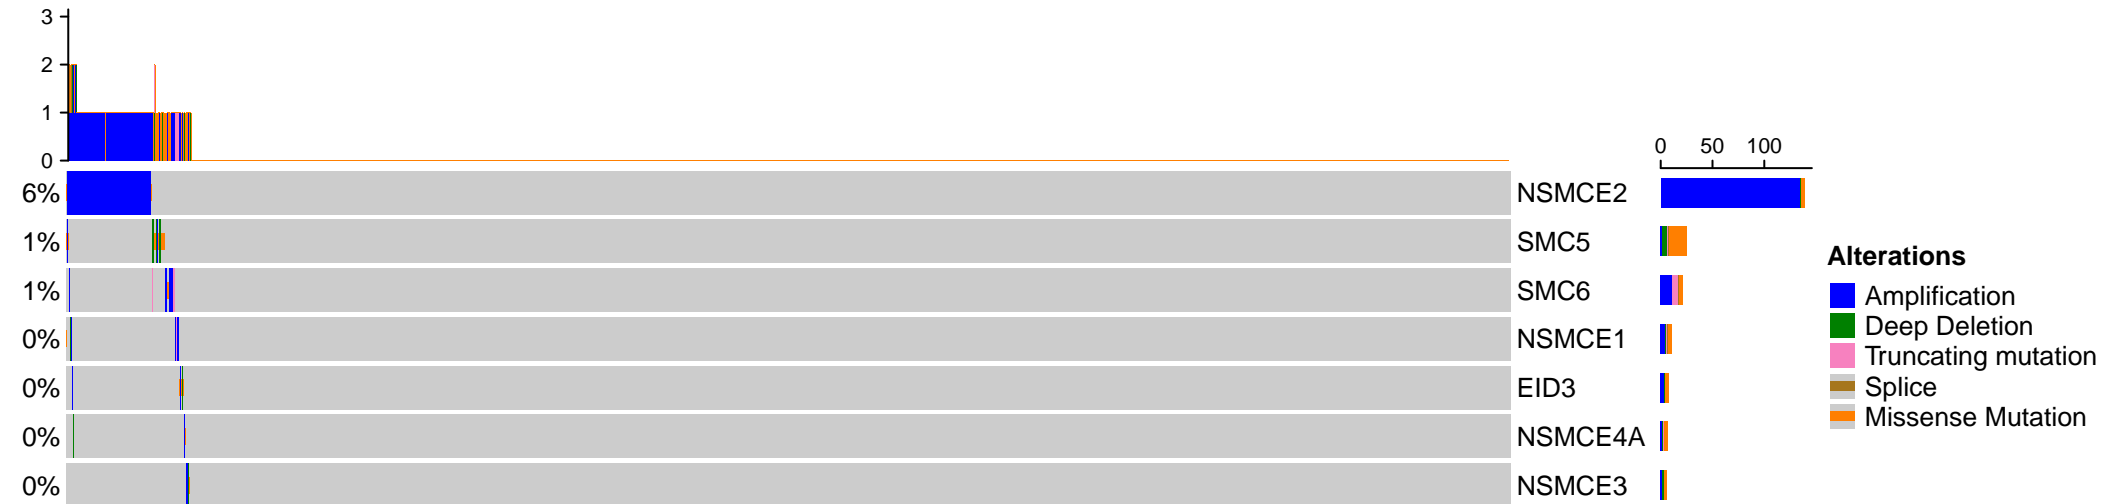 3
2
1
0
0 50 100
6% NSMCE2
1% SMC5
1% SMC6
0% NSMCE1
0% EID3
0% NSMCE4A
0% NSMCE3
Alterations
Amplification
Deep Deletion
Truncating mutation
Splice
Missense Mutation